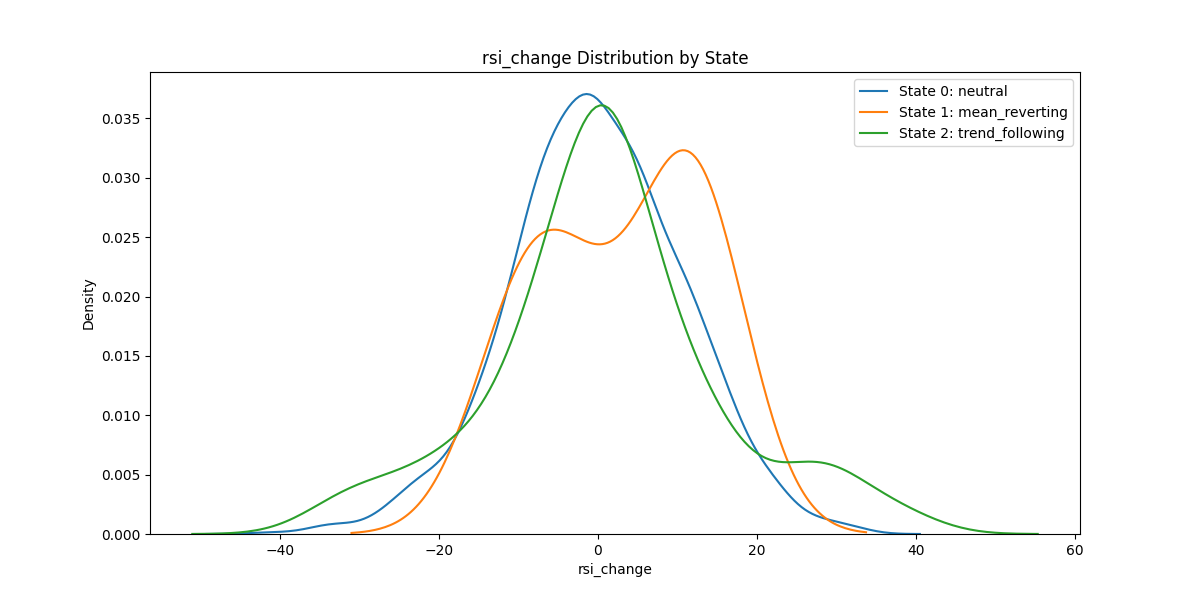 rsi_change Distribution by State
State 0: neutral
State 1: mean_reverting
State 2: trend_following
Density
0.035
0.030
0.025
0.020
0.015
0.010
0.005
0.000
−40
−20
0
20
40
60
rsi_change